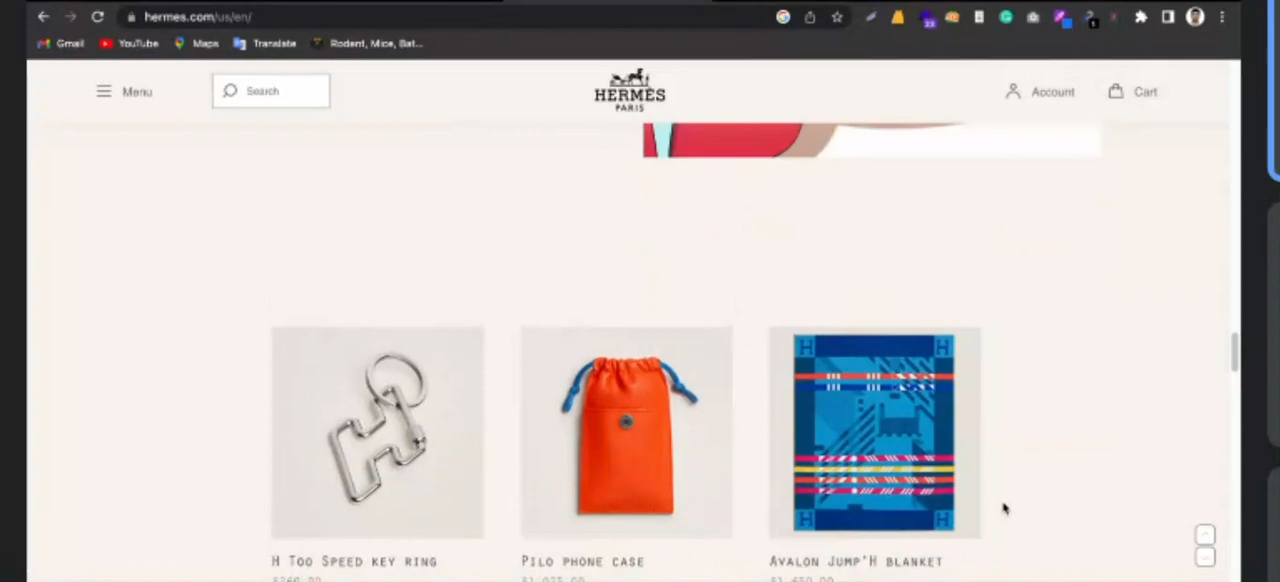 hermes.com/us/en/
Gmail
YouTube
Maps
Translate
Rodent, Mice, Bat...
Menu
Search
HERMÈS
PARIS
Account
Cart
H
H
H
H
H Too Speed key ring
Pilo phone case
Avalon Jump'H blanket